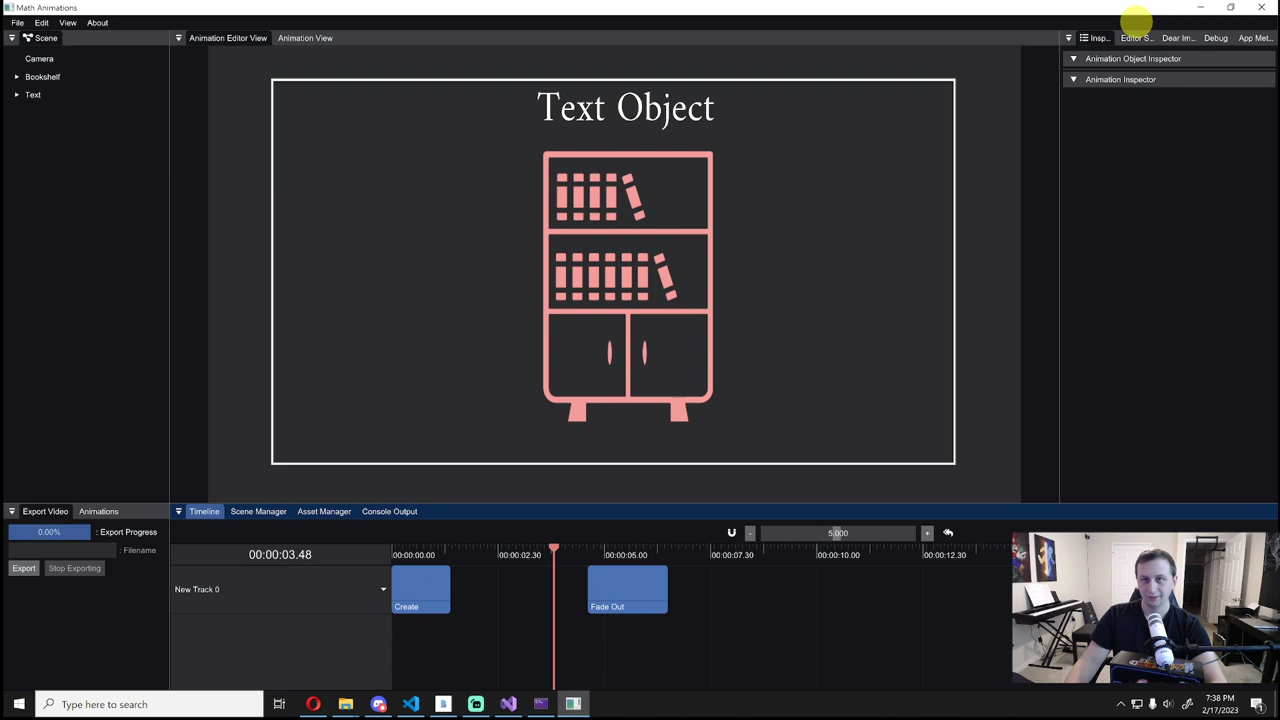 Math Animations
File Edit View About
Scene
Animation Editor View Animation View
Insp... Editor S... Dear Im... Debug App Met...
Camera
Bookshelf
Text
Text Object
Animation Object Inspector
Animation Inspector
Export Video Animations
Timeline Scene Manager Asset Manager Console Output
0.00% : Export Progress
: Filename
Export Stop Exporting
- 5.000 +
00:00:03.48
00:00:00.00 00:00:02.30 00:00:05.00 00:00:07.30 00:00:10.00 00:00:12.30
New Track 0
Create
Fade Out
Type here to search
7:38 PM
2/17/2023
1